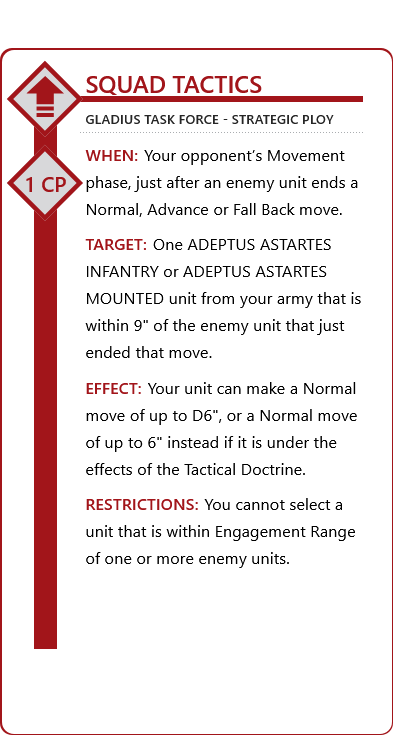 SQUAD TACTICS
GLADIUS TASK FORCE - STRATEGIC PLOY
1 CP
WHEN: Your opponent’s Movement
phase, just after an enemy unit ends a
Normal, Advance or Fall Back move.
TARGET: One ADEPTUS ASTARTES
INFANTRY or ADEPTUS ASTARTES
MOUNTED unit from your army that is
within 9" of the enemy unit that just
ended that move.
EFFECT: Your unit can make a Normal
move of up to D6", or a Normal move
of up to 6" instead if it is under the
effects of the Tactical Doctrine.
RESTRICTIONS: You cannot select a
unit that is within Engagement Range
of one or more enemy units.